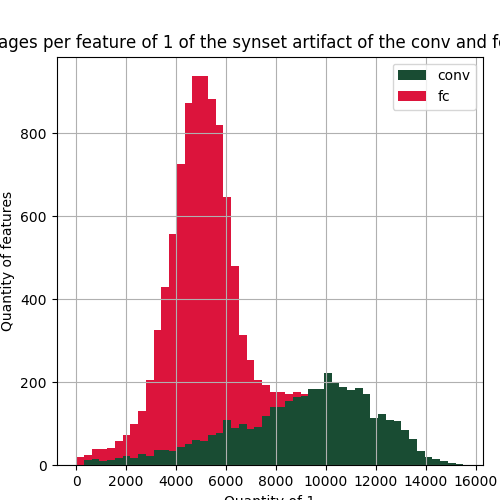 ages per feature of 1 of the synset artifact of the conv and
conv
fc
Quantity of features
800
600
400
200
0
0 2000 4000 6000 8000 10000 12000 14000 16000
Quantity of 1